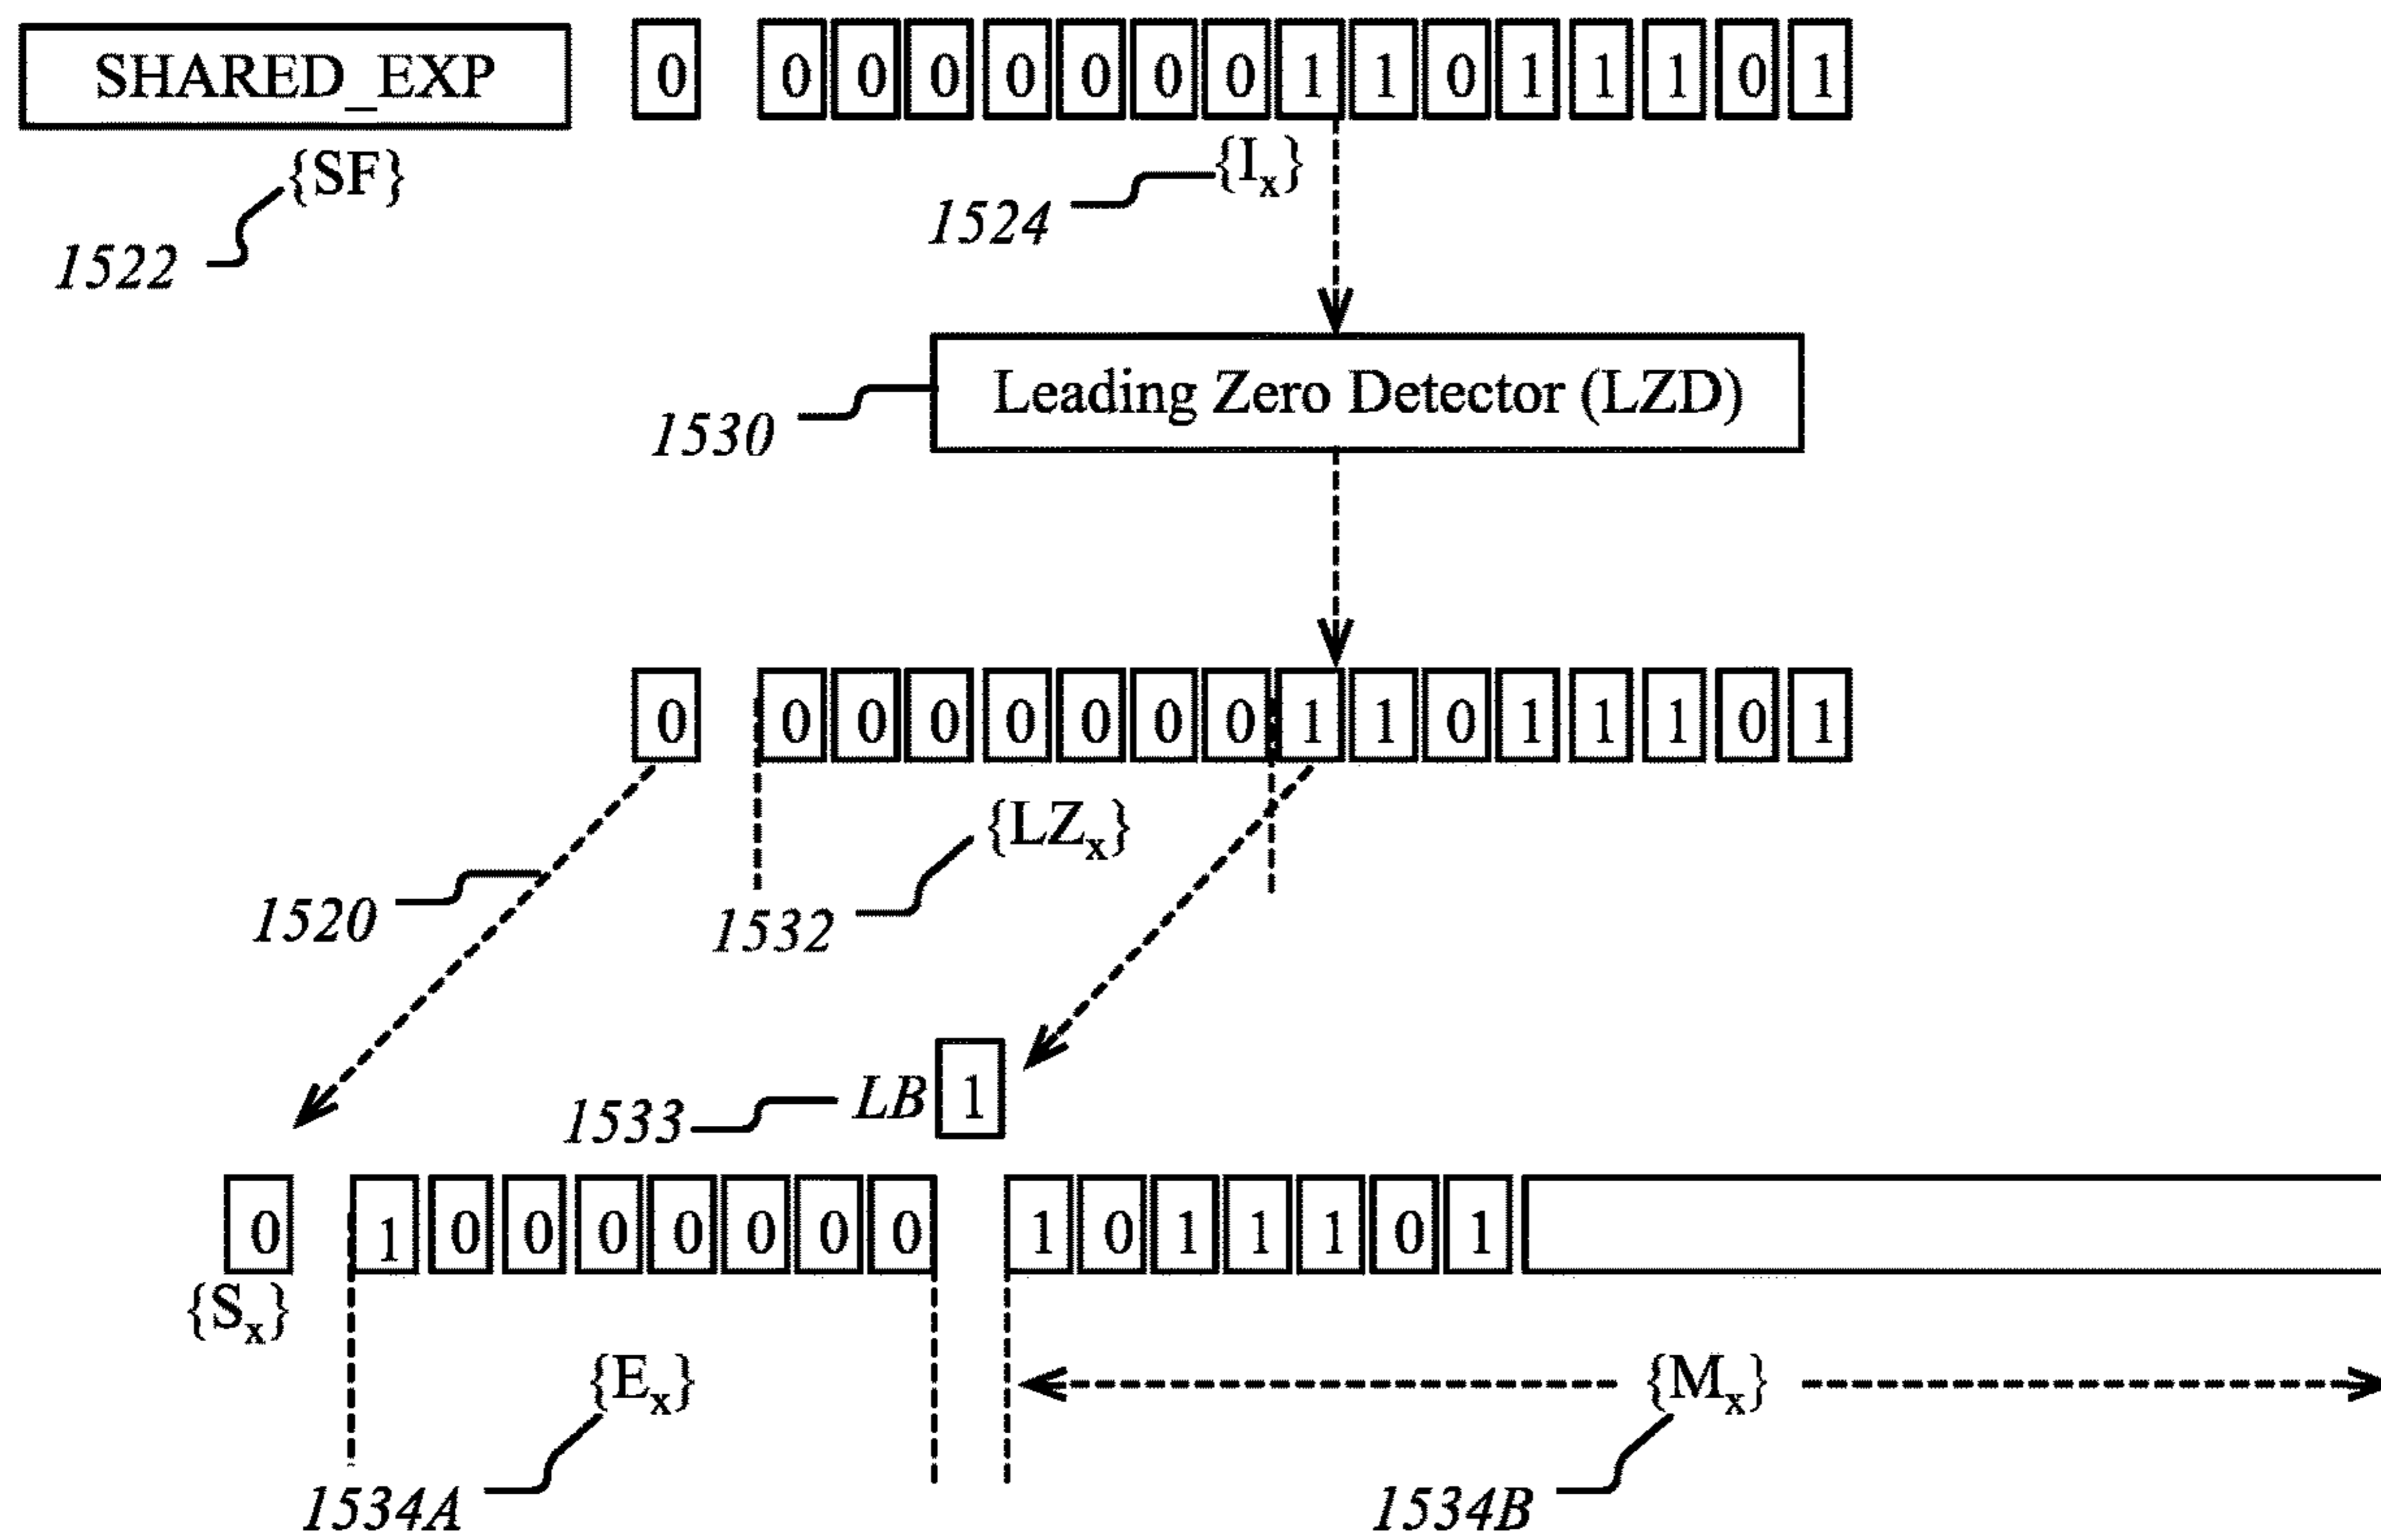 SHARED_EXP 0 0 0 0 0 0 0 0 1 1 0 1 1 1 0 1
{SF} {Iₓ}
1522 1524
Leading Zero Detector (LZD)
1530
0 0 0 0 0 0 0 0 1 1 0 1 1 1 0 1
{LZₓ}
1520 1532
1533 LB 1
0 1 0 0 0 0 0 0 0 1 0 1 1 1 0 1
{Sₓ}
{Eₓ} {Mₓ}
1534A 1534B